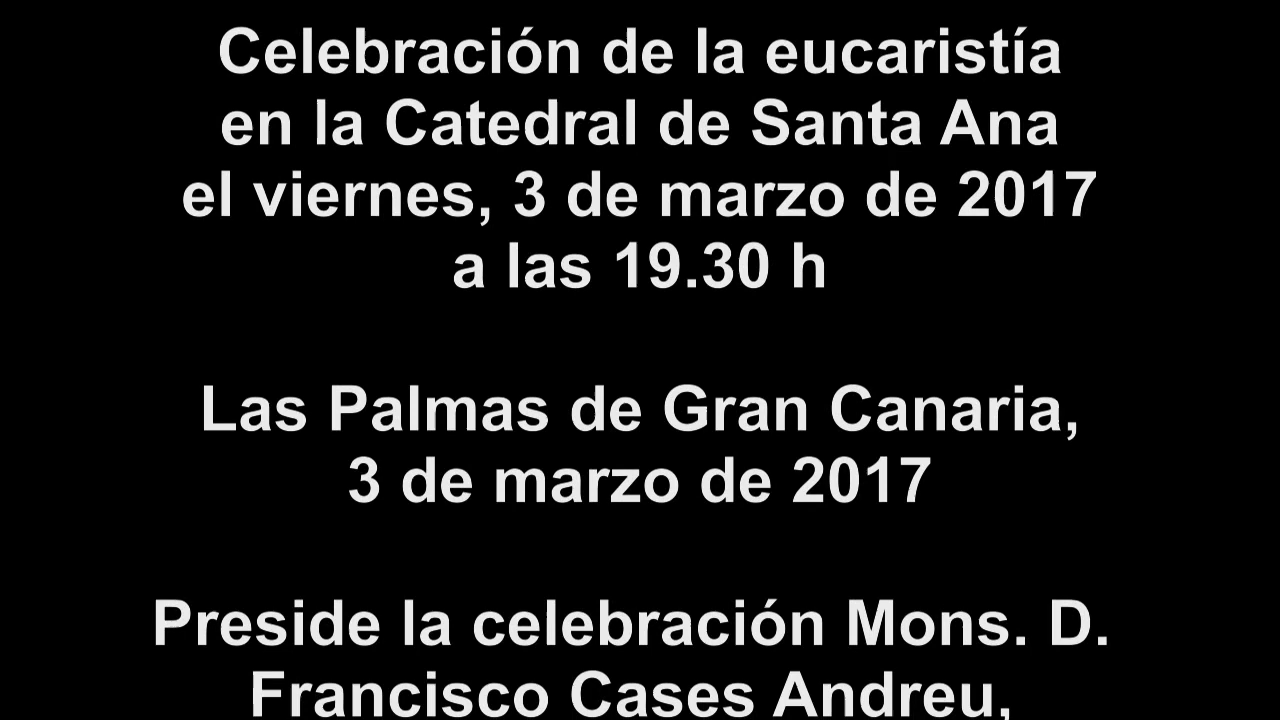 Celebración de la eucaristía
en la Catedral de Santa Ana
el viernes, 3 de marzo de 2017
a las 19.30 h
Las Palmas de Gran Canaria,
3 de marzo de 2017
Preside la celebración Mons. D.
Francisco Cases Andreu,